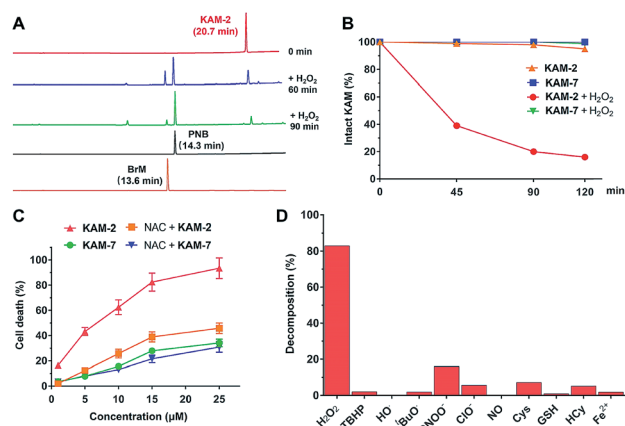 A
KAM-2
(20.7 min)
0 min
+ H₂O₂
60 min
+ H₂O₂
90 min
PNB
(14.3 min)
BrM
(13.6 min)
B
Intact KAM (%)
100
80
60
40
20
0
0 45 90 120 min
KAM-2
KAM-7
KAM-2 + H₂O₂
KAM-7 + H₂O₂
C
KAM-2 NAC + KAM-2
KAM-7 NAC + KAM-7
Cell death (%)
100
80
60
40
20
0
0 5 10 15 20 25
Concentration (µM)
D
Decomposition (%)
100
80
60
40
20
0
H₂O₂ TBHP HO· ᵗBuO· ONOO⁻ ClO⁻ NO Cys GSH HCy Fe²⁺